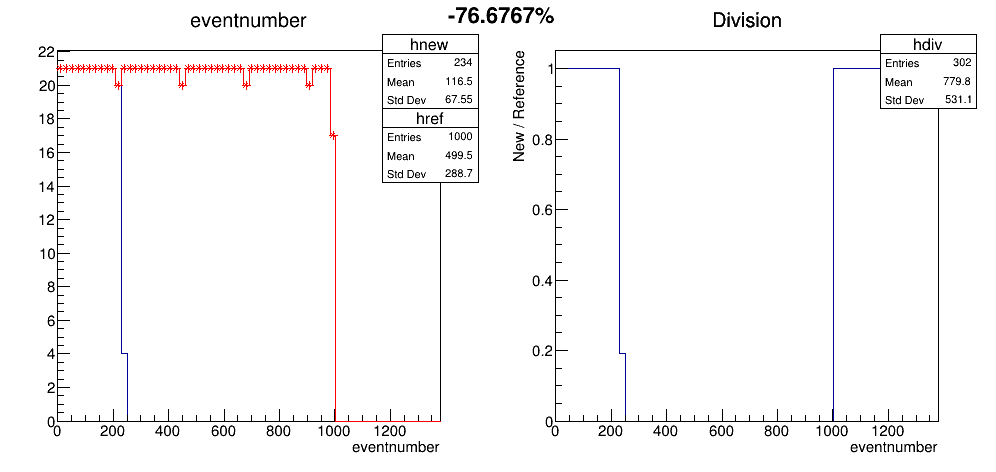 -76.6767%
eventnumber
hnew
Entries 234
Mean 116.5
Std Dev 67.55
href
Entries 1000
Mean 499.5
Std Dev 288.7
22
20
18
16
14
12
10
8
6
4
2
0
0 200 400 600 800 1000 1200
eventnumber
Division
hdiv
Entries 302
Mean 779.8
Std Dev 531.1
New / Reference
1
0.8
0.6
0.4
0.2
0
0 200 400 600 800 1000 1200
eventnumber